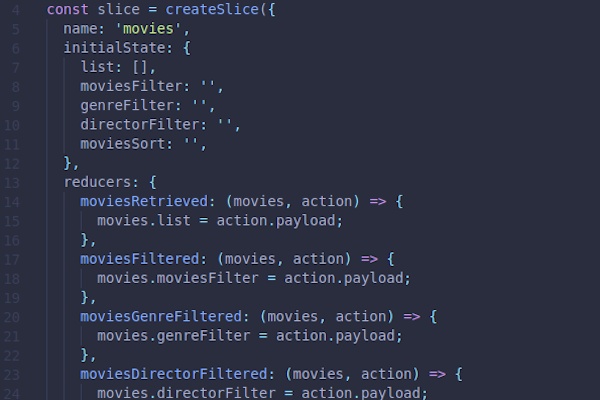 4 const slice = createSlice({
5 name: 'movies',
6 initialState: {
7 list: [],
8 moviesFilter: '',
9 genreFilter: '',
10 directorFilter: '',
11 moviesSort: '',
12 },
13 reducers: {
14 moviesRetrieved: (movies, action) => {
15 movies.list = action.payload;
16 },
17 moviesFiltered: (movies, action) => {
18 movies.moviesFilter = action.payload;
19 },
20 moviesGenreFiltered: (movies, action) => {
21 movies.genreFilter = action.payload;
22 },
23 moviesDirectorFiltered: (movies, action) => {
24 movies.directorFilter = action.payload;